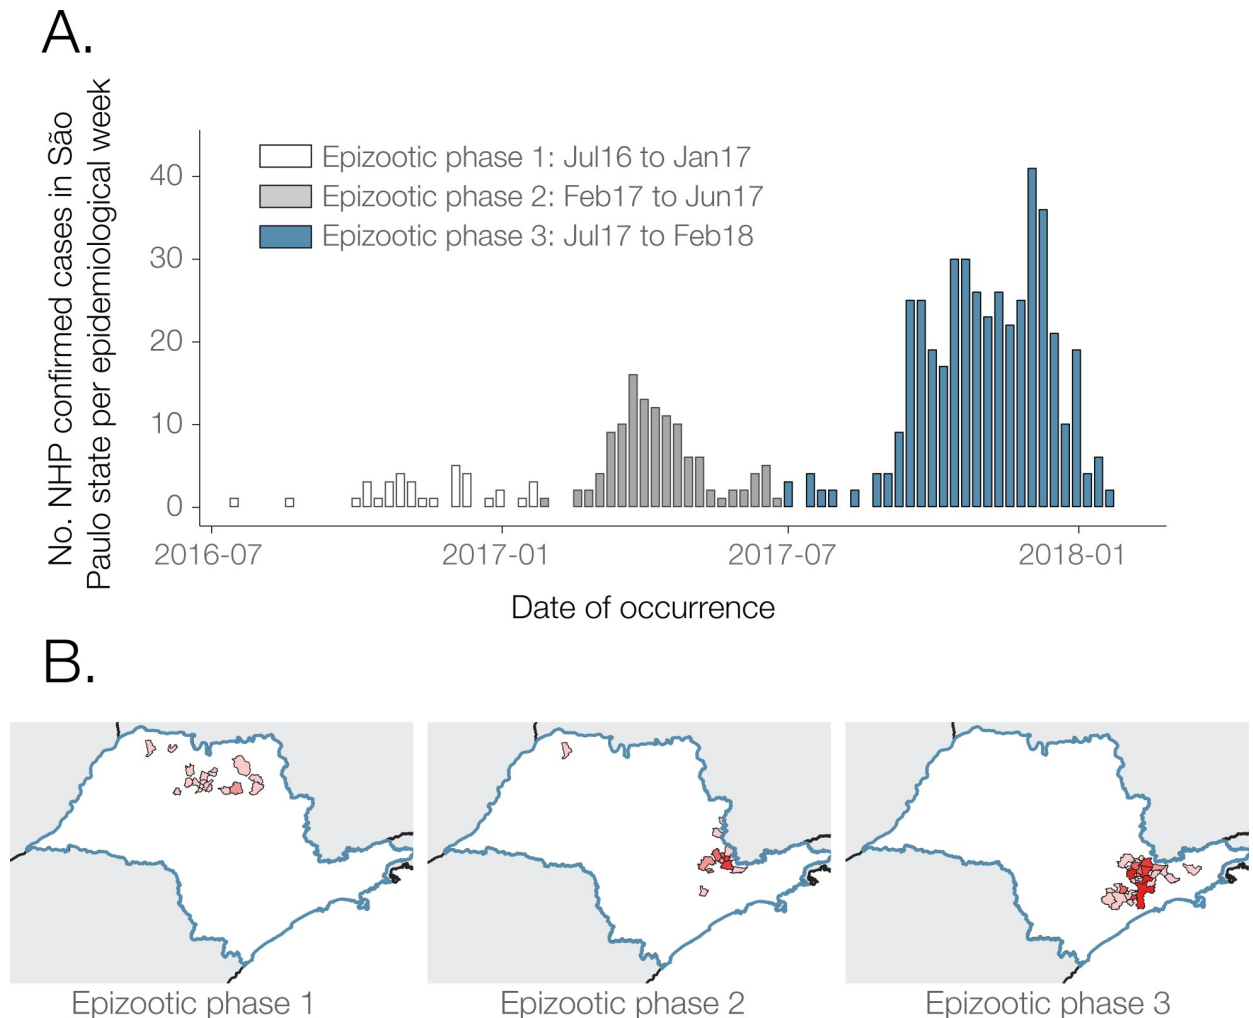 A.
No. NHP confirmed cases in São
Paulo state per epidemiological week
Epizootic phase 1: Jul16 to Jan17
Epizootic phase 2: Feb17 to Jun17
Epizootic phase 3: Jul17 to Feb18
40
30
20
10
0
2016-07
2017-01
2017-07
2018-01
Date of occurrence
B.
Epizootic phase 1
Epizootic phase 2
Epizootic phase 3